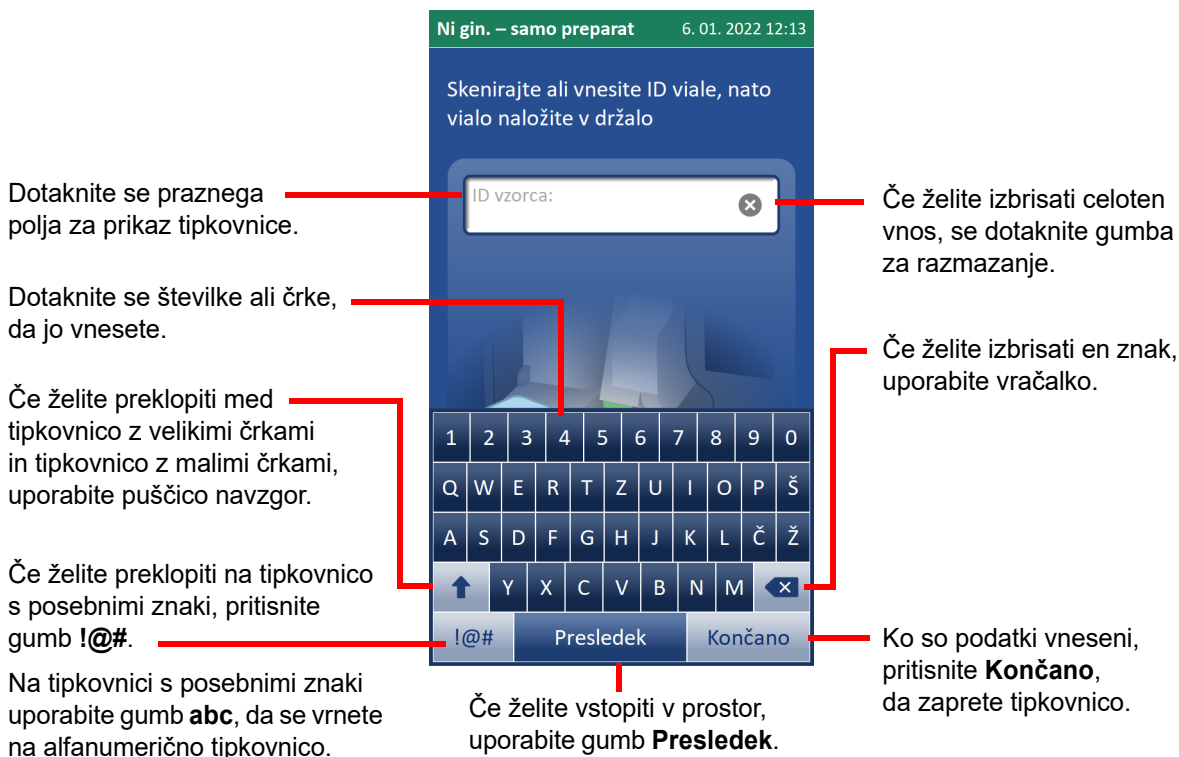 Ni gin. – samo preparat 6. 01. 2022 12:13
Skenirajte ali vnesite ID viale, nato
vialo naložite v držalo
ID vzorca:
Dotaknite se praznega
polja za prikaz tipkovnice.
Dotaknite se številke ali črke,
da jo vnesete.
Če želite preklopiti med
tipkovnico z velikimi črkami
in tipkovnico z malimi črkami,
uporabite puščico navzgor.
Če želite preklopiti na tipkovnico
s posebnimi znaki, pritisnite
gumb !@#.
Na tipkovnici s posebnimi znaki
uporabite gumb abc, da se vrnete
na alfanumerično tipkovnico.
1 2 3 4 5 6 7 8 9 0
Q W E R T Z U I O P Š
A S D F G H J K L Č Ž
Y X C V B N M
!@# Presledek Končano
Če želite vstopiti v prostor,
uporabite gumb Presledek.
Če želite izbrisati celoten
vnos, se dotaknite gumba
za razmazanje.
Če želite izbrisati en znak,
uporabite vračalko.
Ko so podatki vneseni,
pritisnite Končano,
da zaprete tipkovnico.